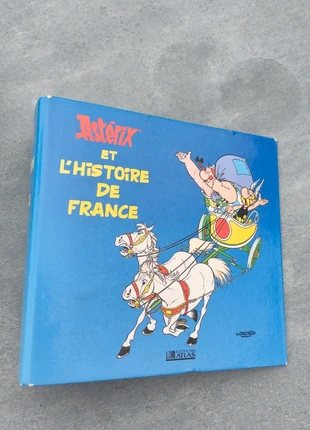 Astérix
ET
L'HISTOIRE
DE
FRANCE
ATLAS